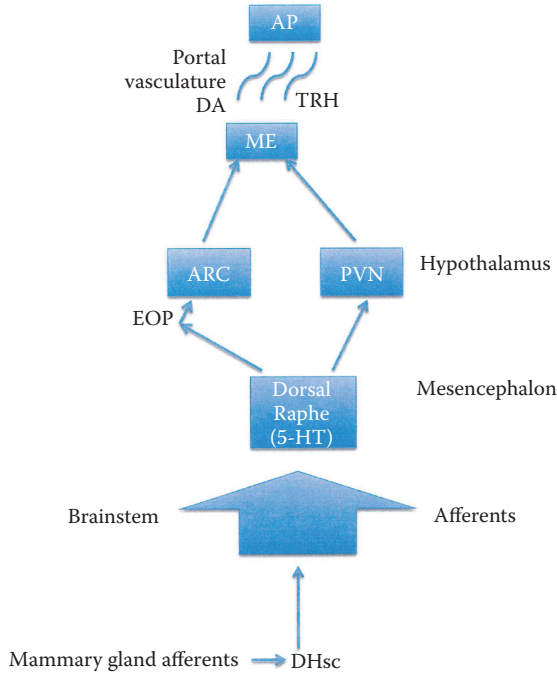 AP
Portal
vasculature
DA
TRH
ME
ARC
PVN
Hypothalamus
EOP
Dorsal
Raphe
(5-HT)
Mesencephalon
Brainstem
Afferents
Mammary gland afferents
DHsc